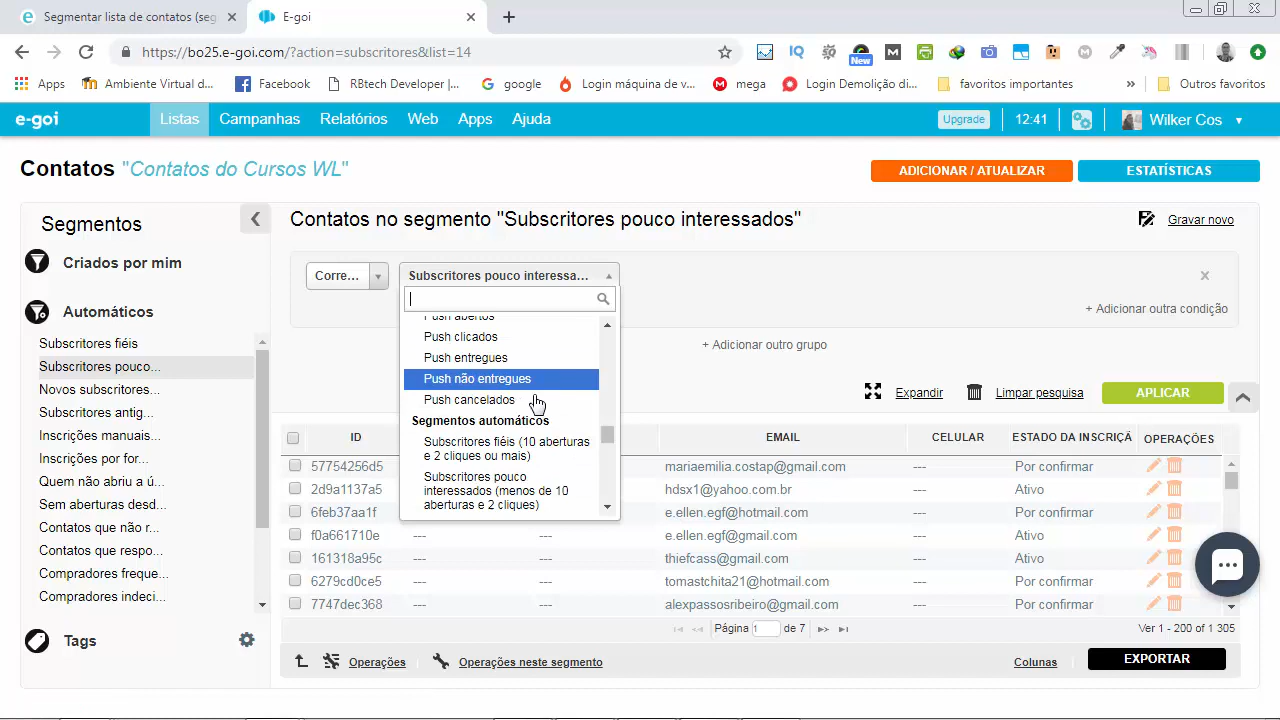 Segmentar lista de contatos (seg
E-goi
https://bo25.e-goi.com/?action=subscritores&list=14
IQ
New
Apps
Ambiente Virtual d...
Facebook
RBtech Developer |...
google
Login máquina de v...
mega
Login Demolição di...
favoritos importantes
»
Outros favoritos
e-goi
Listas
Campanhas
Relatórios
Web
Apps
Ajuda
Upgrade
12:41
Wilker Cos
Contatos "Contatos do Cursos WL"
ADICIONAR / ATUALIZAR
ESTATÍSTICAS
Segmentos
Criados por mim
Automáticos
Subscritores fiéis
Subscritores pouco...
Novos subscritores...
Subscritores antig...
Inscrições manuais...
Inscrições por for...
Quem não abriu a ú...
Sem aberturas desd...
Contatos que não r...
Contatos que respo...
Compradores freque...
Compradores indeci...
Tags
Contatos no segmento "Subscritores pouco interessados"
Gravar novo
Corre...
Subscritores pouco interessa...
Push abertos
Push clicados
Push entregues
Push não entregues
Push cancelados
Segmentos automáticos
Subscritores fiéis (10 aberturas
e 2 cliques ou mais)
Subscritores pouco
interessados (menos de 10
aberturas e 2 cliques)
+ Adicionar outra condição
+ Adicionar outro grupo
Expandir
Limpar pesquisa
APLICAR
ID EMAIL CELULAR ESTADO DA INSCRIÇÃ OPERAÇÕES
57754256d5 mariaemilia.costap@gmail.com --- Por confirmar
2d9a1137a5 hdsx1@yahoo.com.br --- Ativo
6feb37aa1f e.ellen.egf@hotmail.com --- Por confirmar
f0a661710e --- --- e.ellen.egf@gmail.com --- Ativo
161318a95c --- --- thiefcass@gmail.com --- Ativo
6279cd0ce5 --- --- tomastchita21@hotmail.com --- Por confirmar
7747dec368 --- --- alexpassosribeiro@gmail.com --- Por confirmar
Página 1 de 7
Ver 1 - 200 of 1 305
Operações
Operações neste segmento
Colunas
EXPORTAR